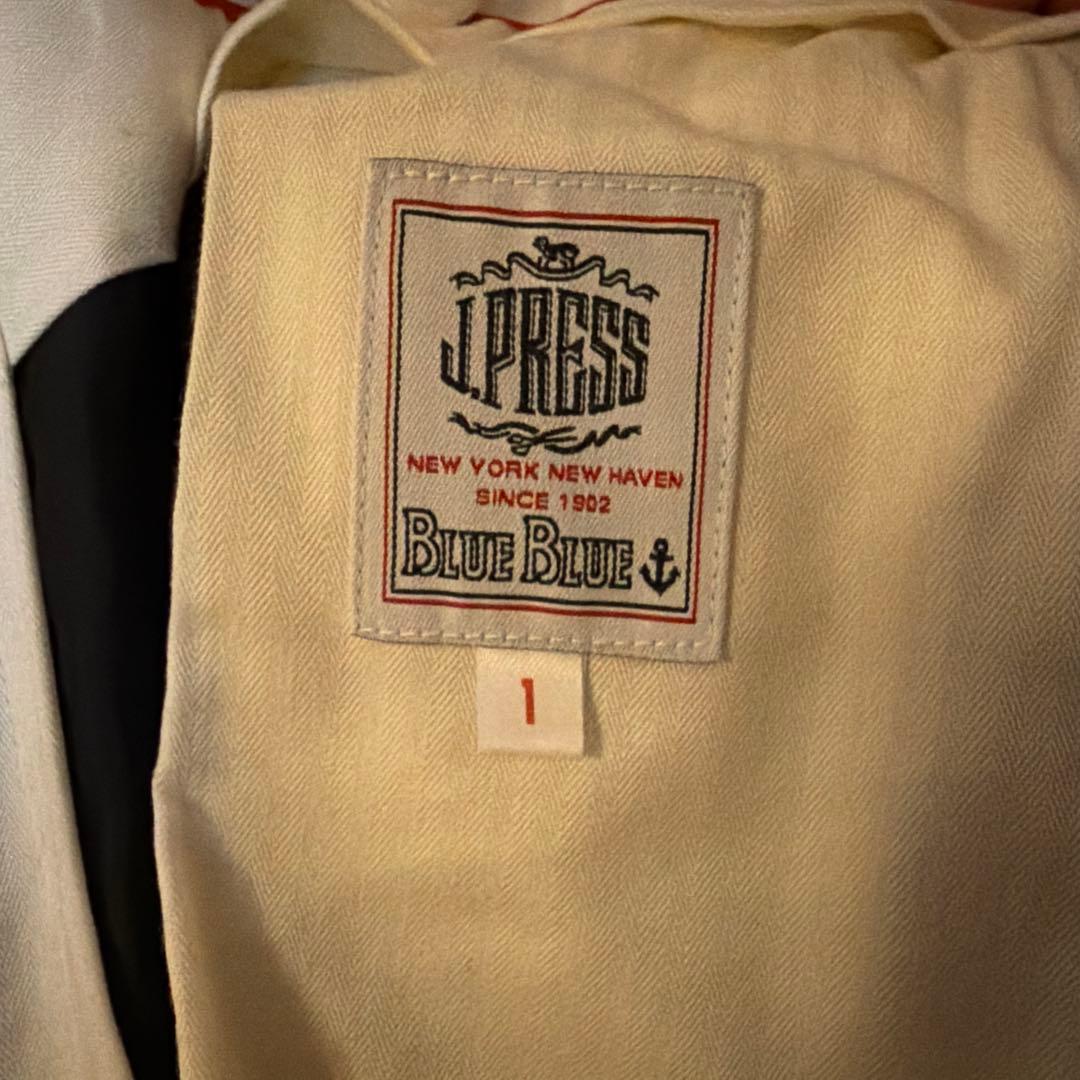 J.PRESS
NEW YORK NEW HAVEN
SINCE 1902
BLUE BLUE
1